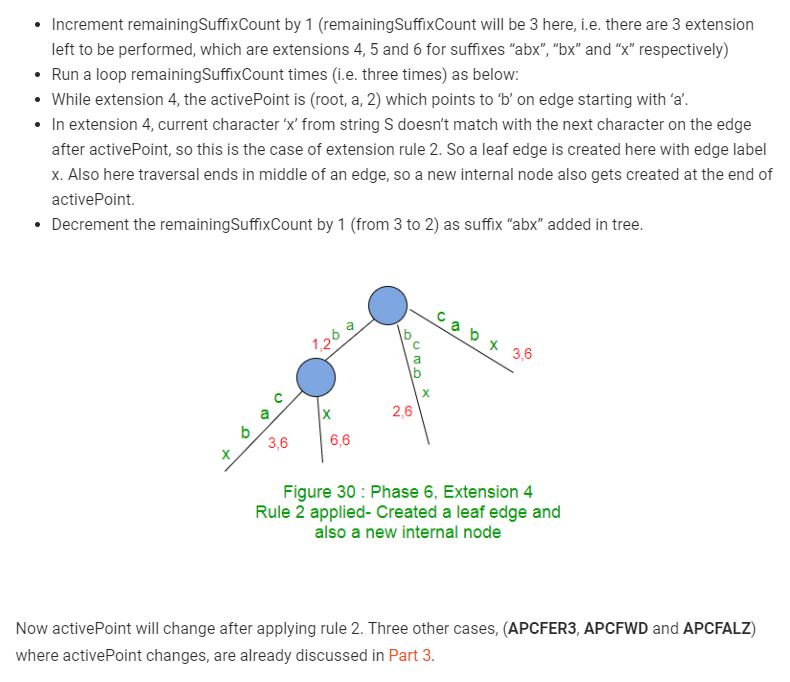 • Increment remainingSuffixCount by 1 (remainingSuffixCount will be 3 here, i.e. there are 3 extension
left to be performed, which are extensions 4, 5 and 6 for suffixes “abx”, “bx” and “x” respectively)
• Run a loop remainingSuffixCount times (i.e. three times) as below:
• While extension 4, the activePoint is (root, a, 2) which points to ‘b’ on edge starting with ‘a’.
• In extension 4, current character ‘x’ from string S doesn’t match with the next character on the edge
after activePoint, so this is the case of extension rule 2. So a leaf edge is created here with edge label
x. Also here traversal ends in middle of an edge, so a new internal node also gets created at the end of
activePoint.
• Decrement the remainingSuffixCount by 1 (from 3 to 2) as suffix “abx” added in tree.
a
b
1,2
b
c
a
b
x
2,6
c
a
b
x
3,6
c
a
b
x
3,6
x
6,6
Figure 30 : Phase 6, Extension 4
Rule 2 applied- Created a leaf edge and
also a new internal node
Now activePoint will change after applying rule 2. Three other cases, (APCFER3, APCFWD and APCFALZ)
where activePoint changes, are already discussed in Part 3.